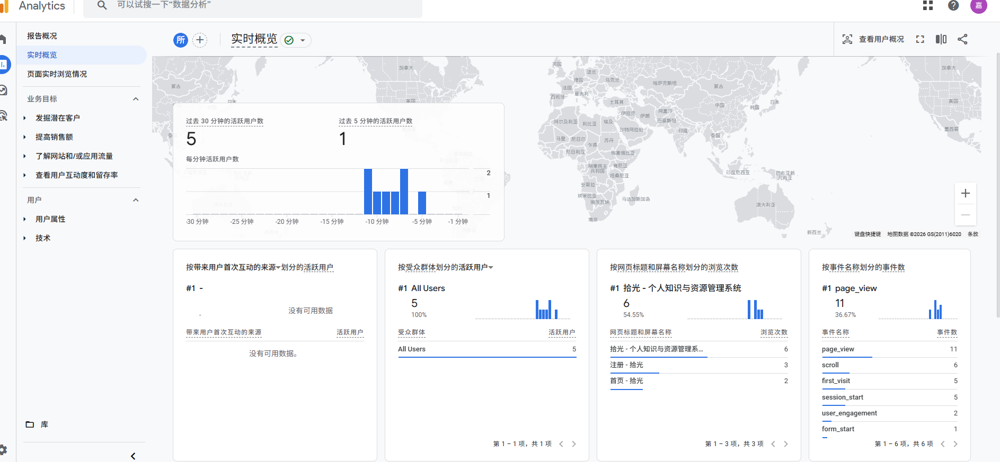 Analytics
可以试搜一下“数据分析”
嘉
报告概况
实时概览
页面实时浏览情况
业务目标
发掘潜在客户
提高销售额
了解网站和/或应用流量
查看用户互动度和留存率
用户
用户属性
技术
库
所
实时概览
查看用户概况
加拿大
蒙古
日本
美国
英国
波兰
德国
乌克兰
法国
西班牙
意大利
土耳其
哈萨克斯坦
蒙古
中国
韩国
日本
伊拉克
伊朗
阿富汗
巴基斯坦
阿尔及利亚
利比亚
埃及
沙特阿拉伯
印度
泰国
马里
尼日尔
乍得
苏丹
尼日利亚
埃塞俄比亚
刚果民主
共和国
肯尼亚
坦桑尼亚
安哥拉
纳米比亚
博茨瓦纳
马达加斯加岛
南非
印度尼西亚
巴布亚新
几内亚
澳大利亚
新西兰
加拿大
美国
墨西哥
键盘快捷键
地图数据 ©2026 GS(2011)6020
条款
过去 30 分钟的活跃用户数
过去 5 分钟的活跃用户数
5
1
每分钟活跃用户数
2
1
-30 分钟
-25 分钟
-20 分钟
-15 分钟
-10 分钟
-5 分钟
-1 分钟
按带来用户首次互动的来源划分的活跃用户
#1 -
-
没有可用数据
带来用户首次互动的来源
活跃用户
没有可用数据。
按受众群体划分的活跃用户
#1 All Users
5
100%
受众群体
活跃用户
All Users
5
第 1 – 1 项，共 1 项
按网页标题和屏幕名称划分的浏览次数
#1 拾光 - 个人知识与资源管理系统
6
54.55%
网页标题和屏幕名称
浏览次数
拾光 - 个人知识与资源管理系...
6
注册 - 拾光
3
首页 - 拾光
2
第 1 – 3 项，共 3 项
按事件名称划分的事件数
#1 page_view
11
36.67%
事件名称
事件数
page_view
11
scroll
6
first_visit
5
session_start
5
user_engagement
2
form_start
1
第 1 – 6 项，共 6 项